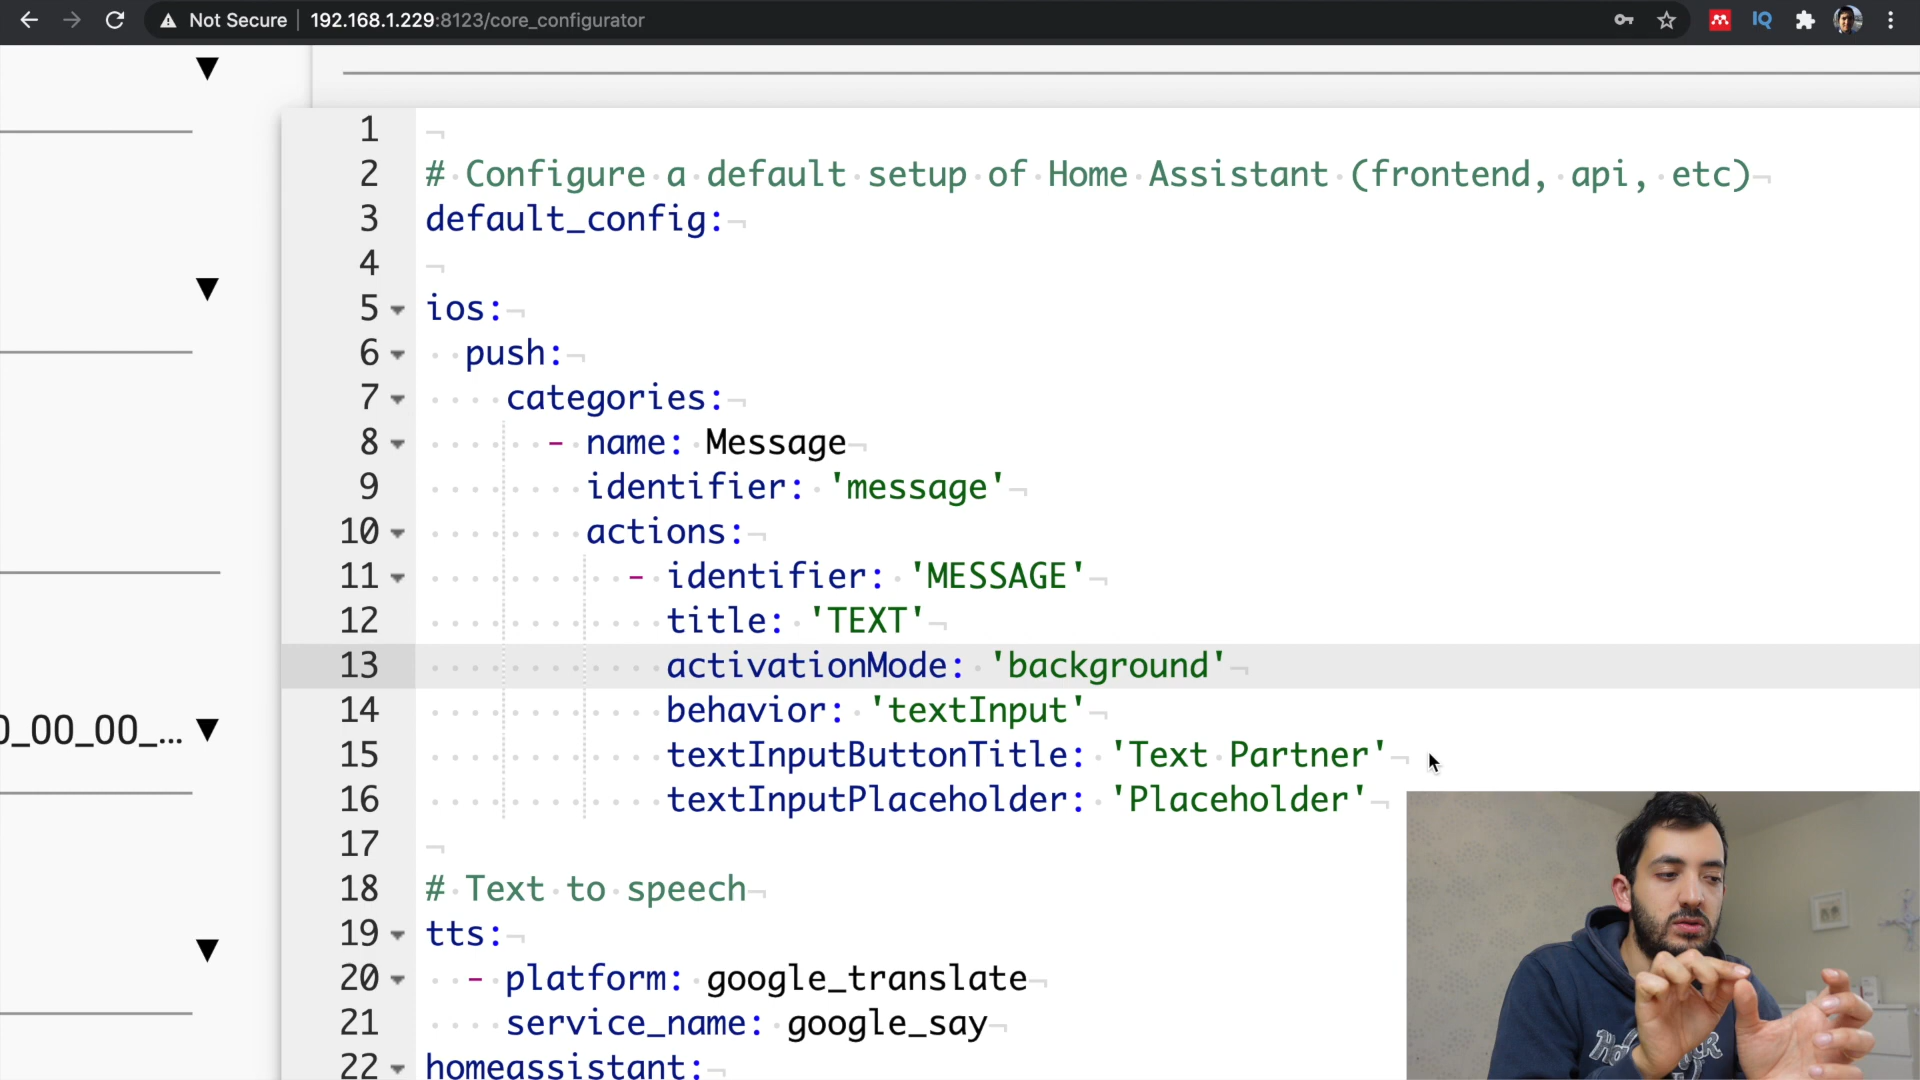 Not Secure 192.168.1.229:8123/core_configurator
IQ
1
2 # Configure a default setup of Home Assistant (frontend, api, etc)
3 default_config:
4
5 ios:
6 push:
7 categories:
8 - name: Message
9 identifier: 'message'
10 actions:
11 - identifier: 'MESSAGE'
12 title: 'TEXT'
13 activationMode: 'background'
14 behavior: 'textInput'
15 textInputButtonTitle: 'Text Partner'
16 textInputPlaceholder: 'Placeholder'
17
18 # Text to speech
19 tts:
20 - platform: google_translate
21 service_name: google_say
22 homeassistant:
0_00_00_...